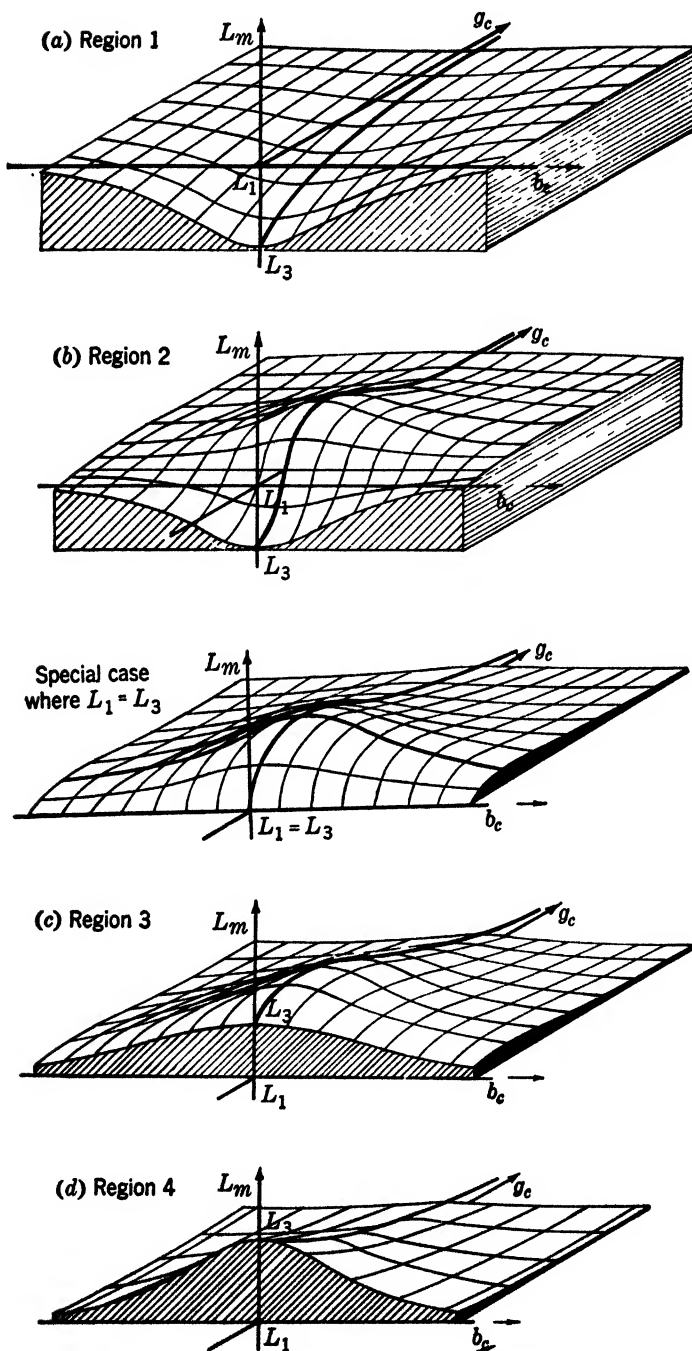 (a) Region 1
L_m
g_c
L_1
b_c
L_3
(b) Region 2
L_m
g_c
L_1
b_c
L_3
Special case
where L_1 = L_3
L_m
g_c
L_1 = L_3
b_c
(c) Region 3
L_m
g_c
L_3
L_1
b_c
(d) Region 4
L_m
g_c
L_3
L_1
b_c